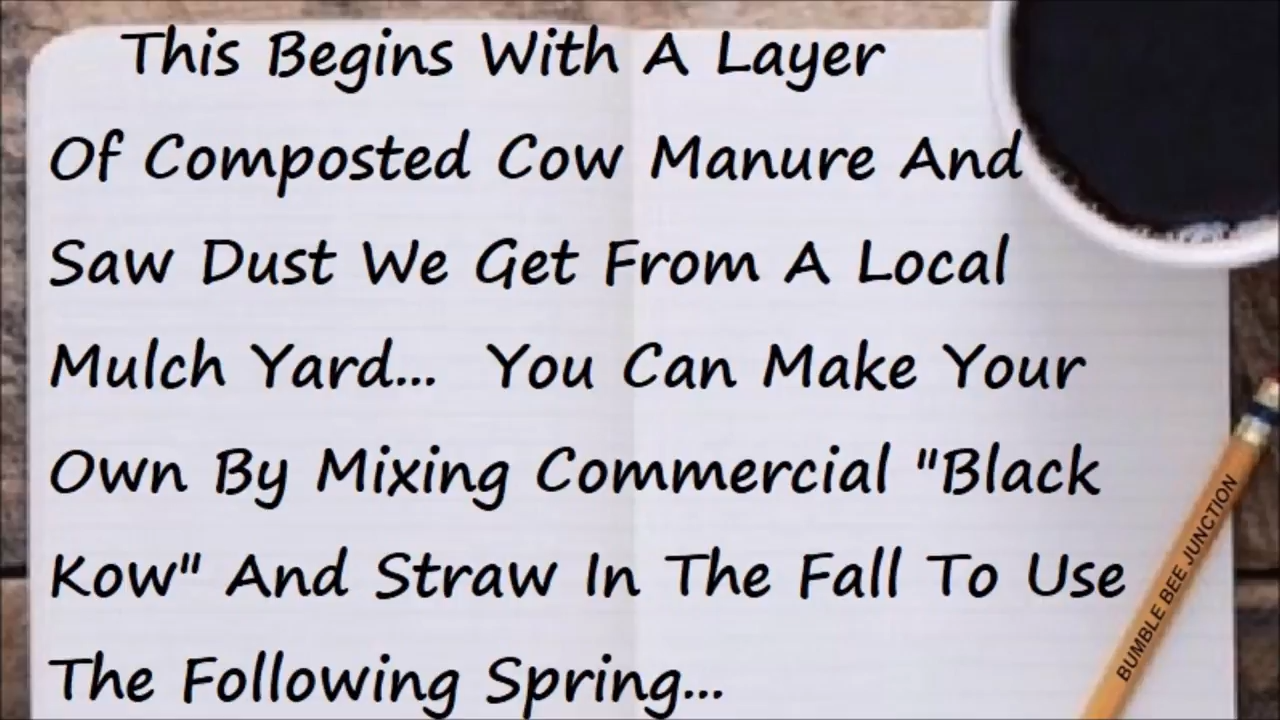 This Begins With A Layer
Of Composted Cow Manure And
Saw Dust We Get From A Local
Mulch Yard... You Can Make Your
Own By Mixing Commercial "Black
Kow" And Straw In The Fall To Use
The Following Spring...
BUMBLE BEE JUNCTION